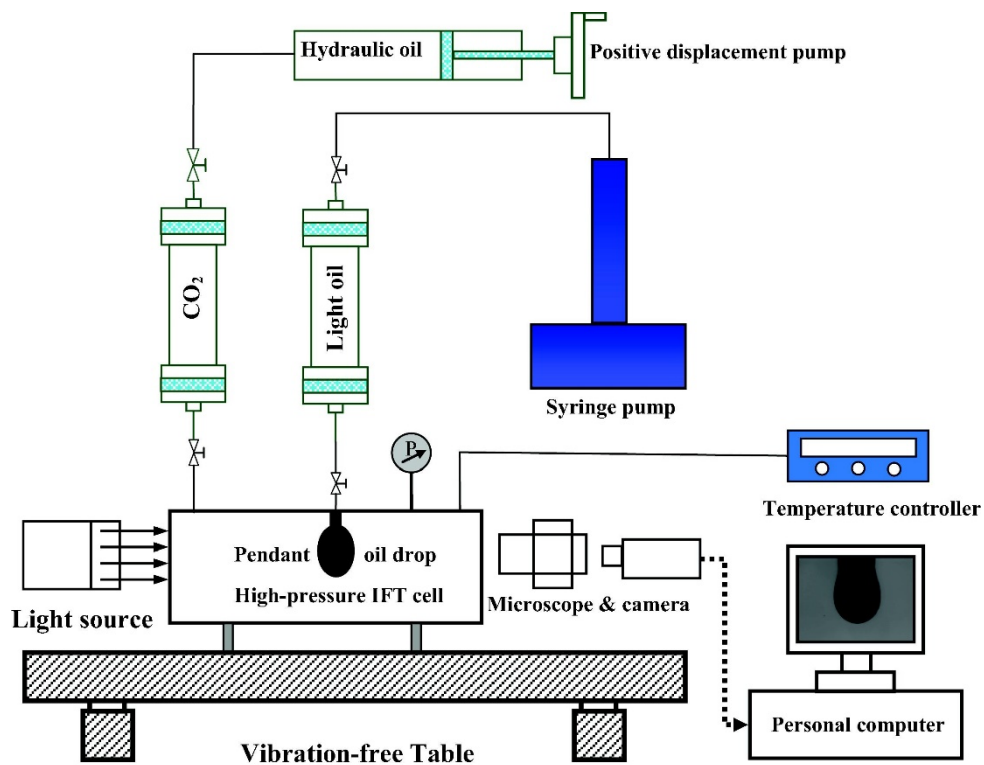 Hydraulic oil
Positive displacement pump
CO₂
Light oil
Syringe pump
P
Temperature controller
Pendant oil drop
High-pressure IFT cell
Microscope & camera
Light source
Personal computer
Vibration-free Table